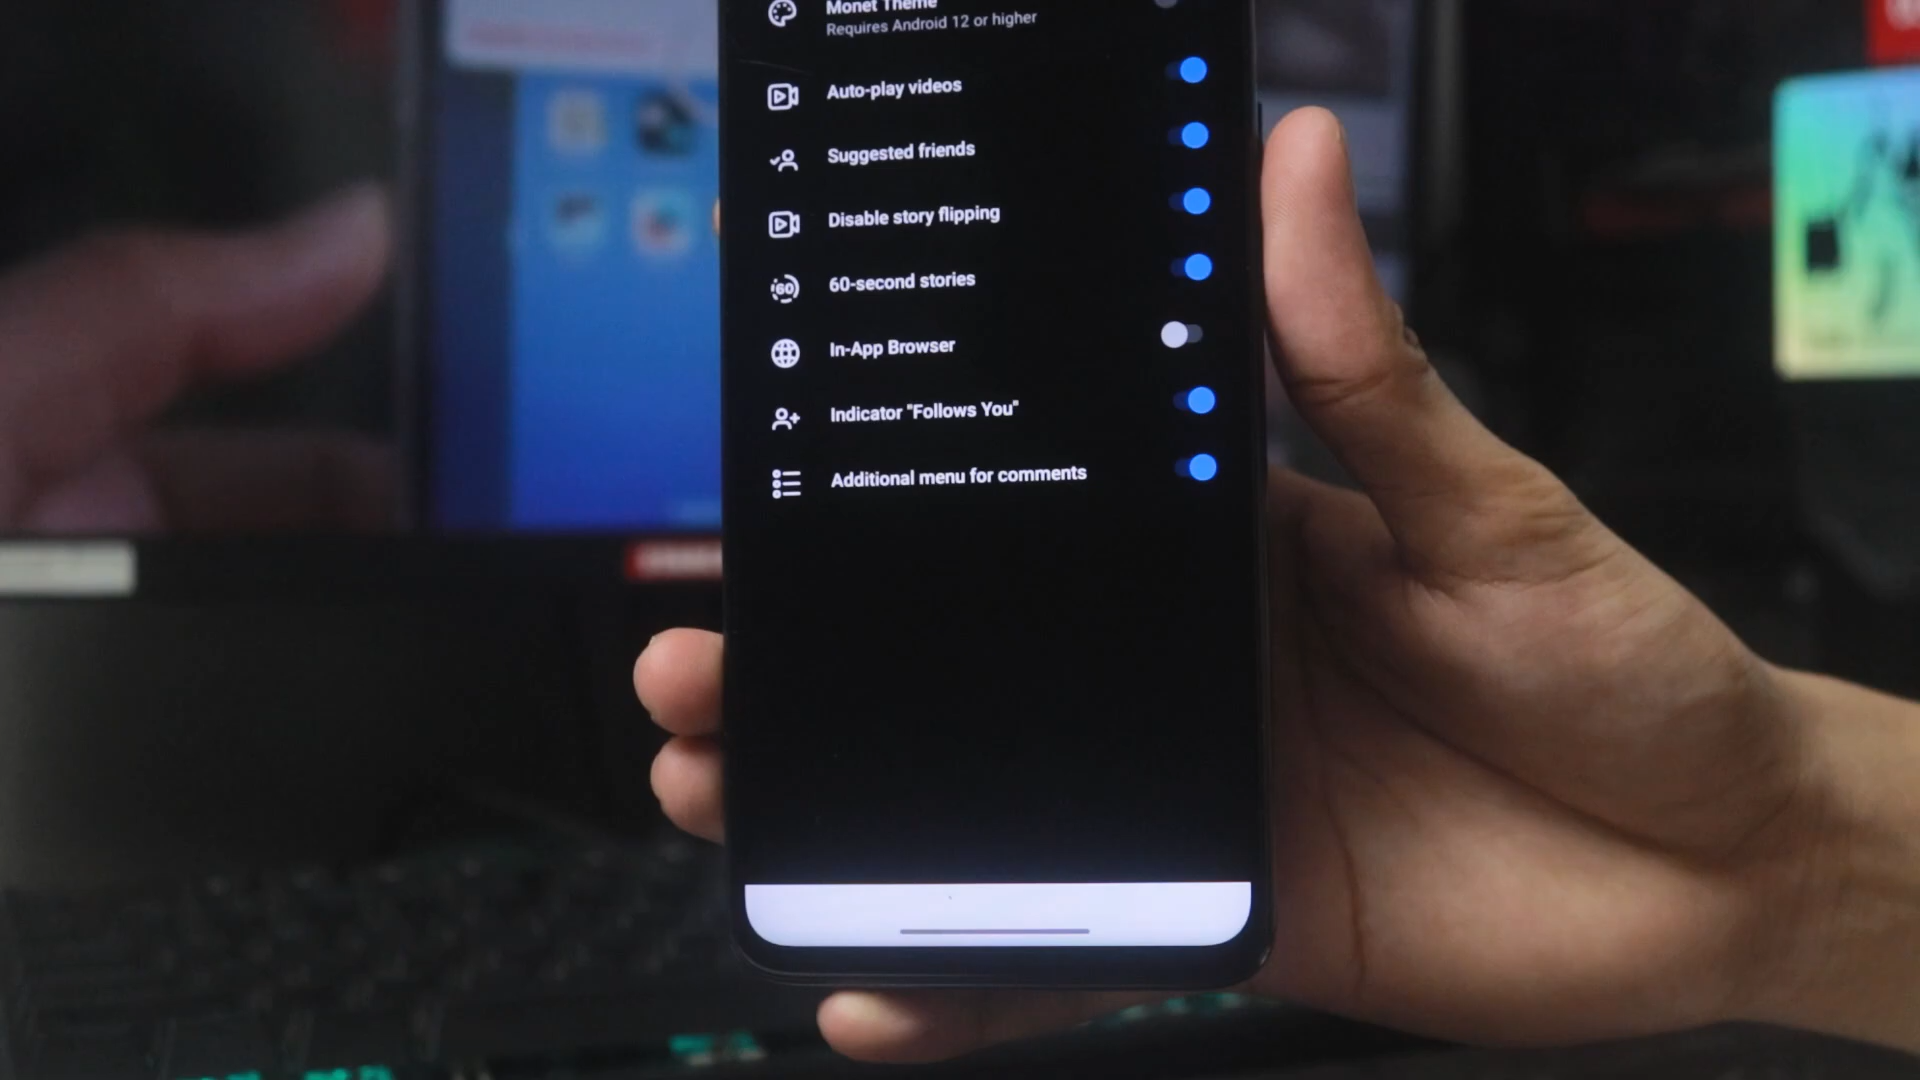 Monet Theme
Requires Android 12 or higher
Auto-play videos
Suggested friends
Disable story flipping
60-second stories
60
In-App Browser
Indicator "Follows You"
Additional menu for comments